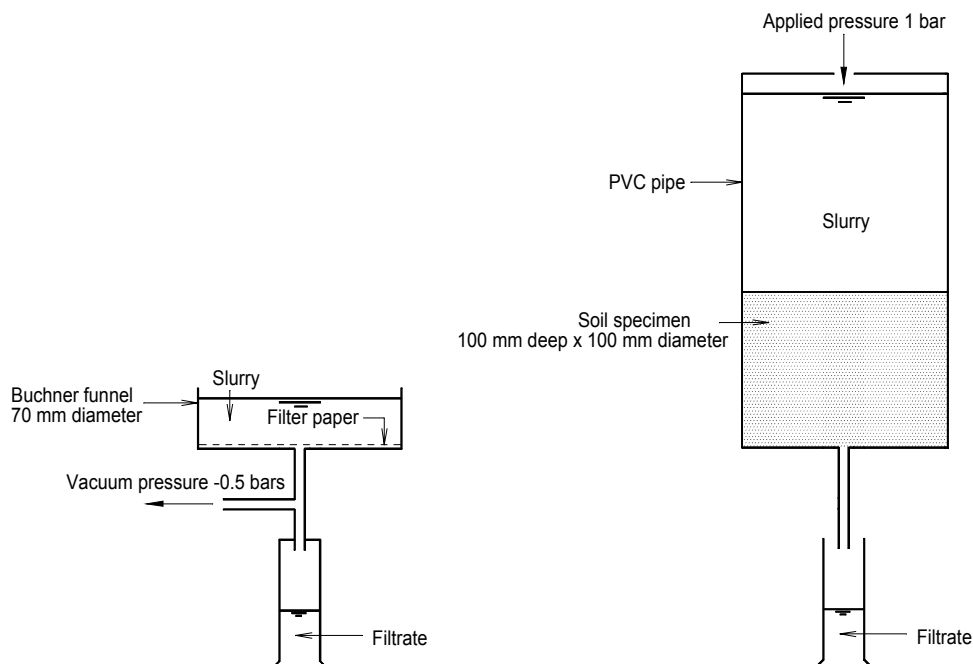 Applied pressure 1 bar
PVC pipe
Slurry
Soil specimen
100 mm deep x 100 mm diameter
Slurry
Buchner funnel
70 mm diameter
Filter paper
Vacuum pressure -0.5 bars
Filtrate
Filtrate